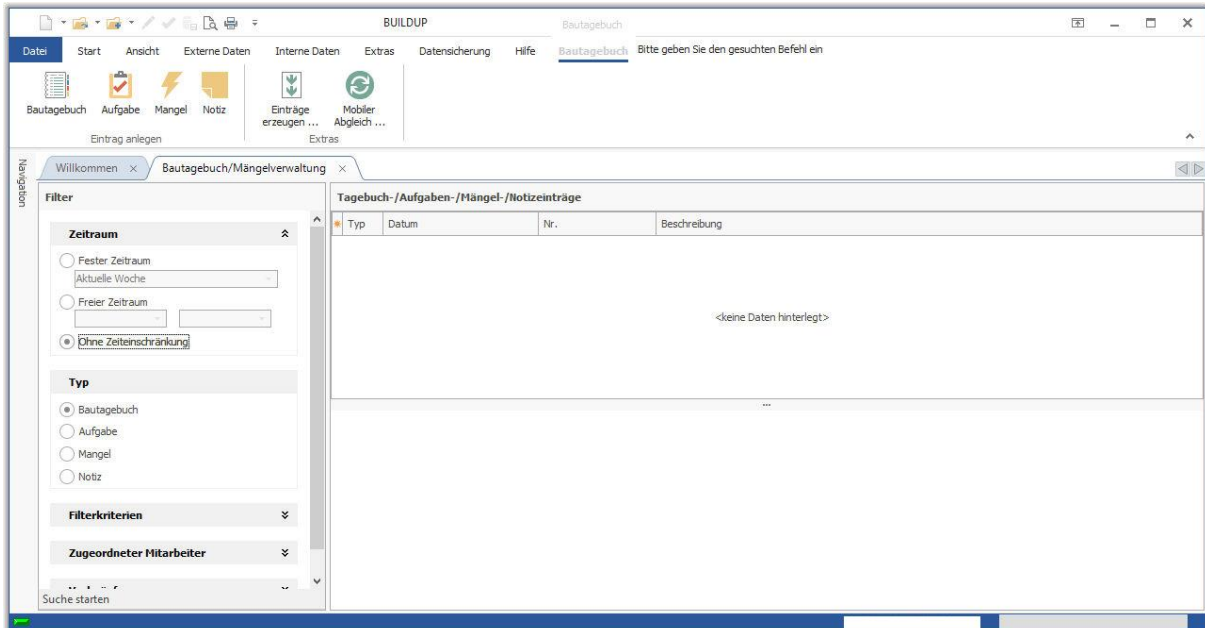 BUILDUP
Bautagebuch
Datei Start Ansicht Externe Daten Interne Daten Extras Datensicherung Hilfe Bautagebuch Bitte geben Sie den gesuchten Befehl ein
Bautagebuch Aufgabe Mangel Notiz
Einträge erzeugen ...
Mobiler Abgleich ...
Eintrag anlegen
Extras
Navigation
Willkommen
Bautagebuch/Mängelverwaltung
Filter
Zeitraum
Fester Zeitraum
Aktuelle Woche
Freier Zeitraum
Ohne Zeiteinschränkung
Typ
Bautagebuch
Aufgabe
Mangel
Notiz
Filterkriterien
Zugeordneter Mitarbeiter
Suche starten
Tagebuch-/Aufgaben-/Mängel-/Notizeinträge
Typ Datum Nr. Beschreibung
<keine Daten hinterlegt>
...